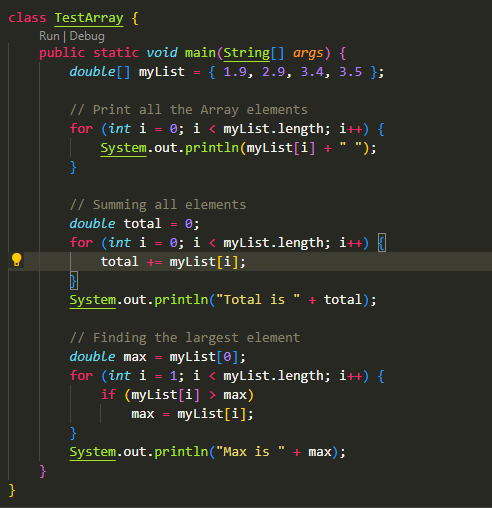 class TestArray {
Run | Debug
    public static void main(String[] args) {
        double[] myList = { 1.9, 2.9, 3.4, 3.5 };

        // Print all the Array elements
        for (int i = 0; i < myList.length; i++) {
            System.out.println(myList[i] + " ");
        }

        // Summing all elements
        double total = 0;
        for (int i = 0; i < myList.length; i++) {
            total += myList[i];
        }
        System.out.println("Total is " + total);

        // Finding the largest element
        double max = myList[0];
        for (int i = 1; i < myList.length; i++) {
            if (myList[i] > max)
                max = myList[i];
        }
        System.out.println("Max is " + max);
    }
}